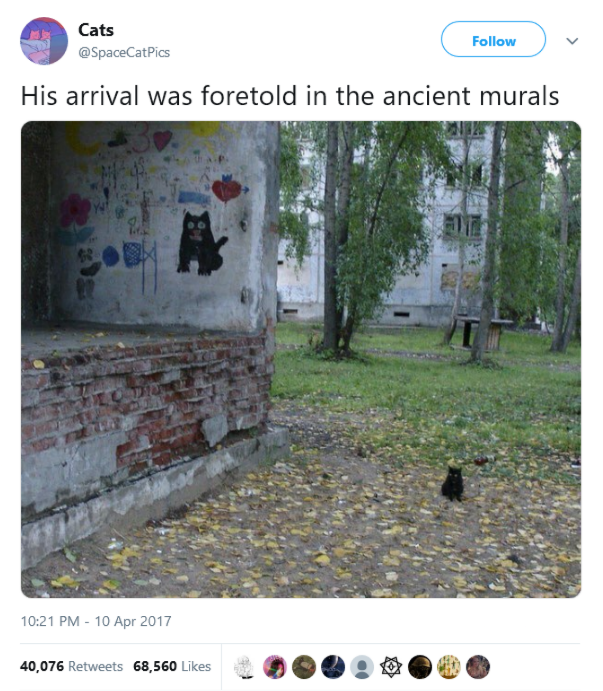 Cats
@SpaceCatPics
Follow
His arrival was foretold in the ancient murals
3
10:21 PM - 10 Apr 2017
40,076 Retweets 68,560 Likes